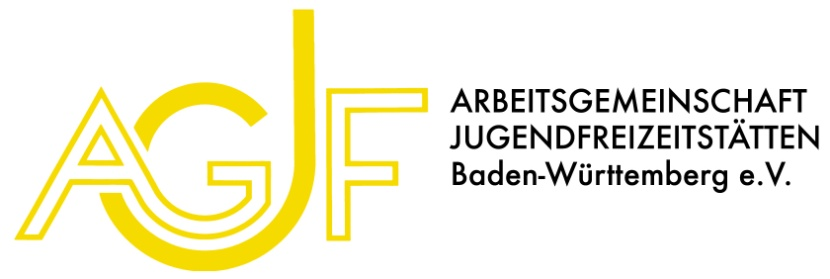 AGJF
ARBEITSGEMEINSCHAFT
JUGENDFREIZEITSTÄTTEN
Baden-Württemberg e.V.